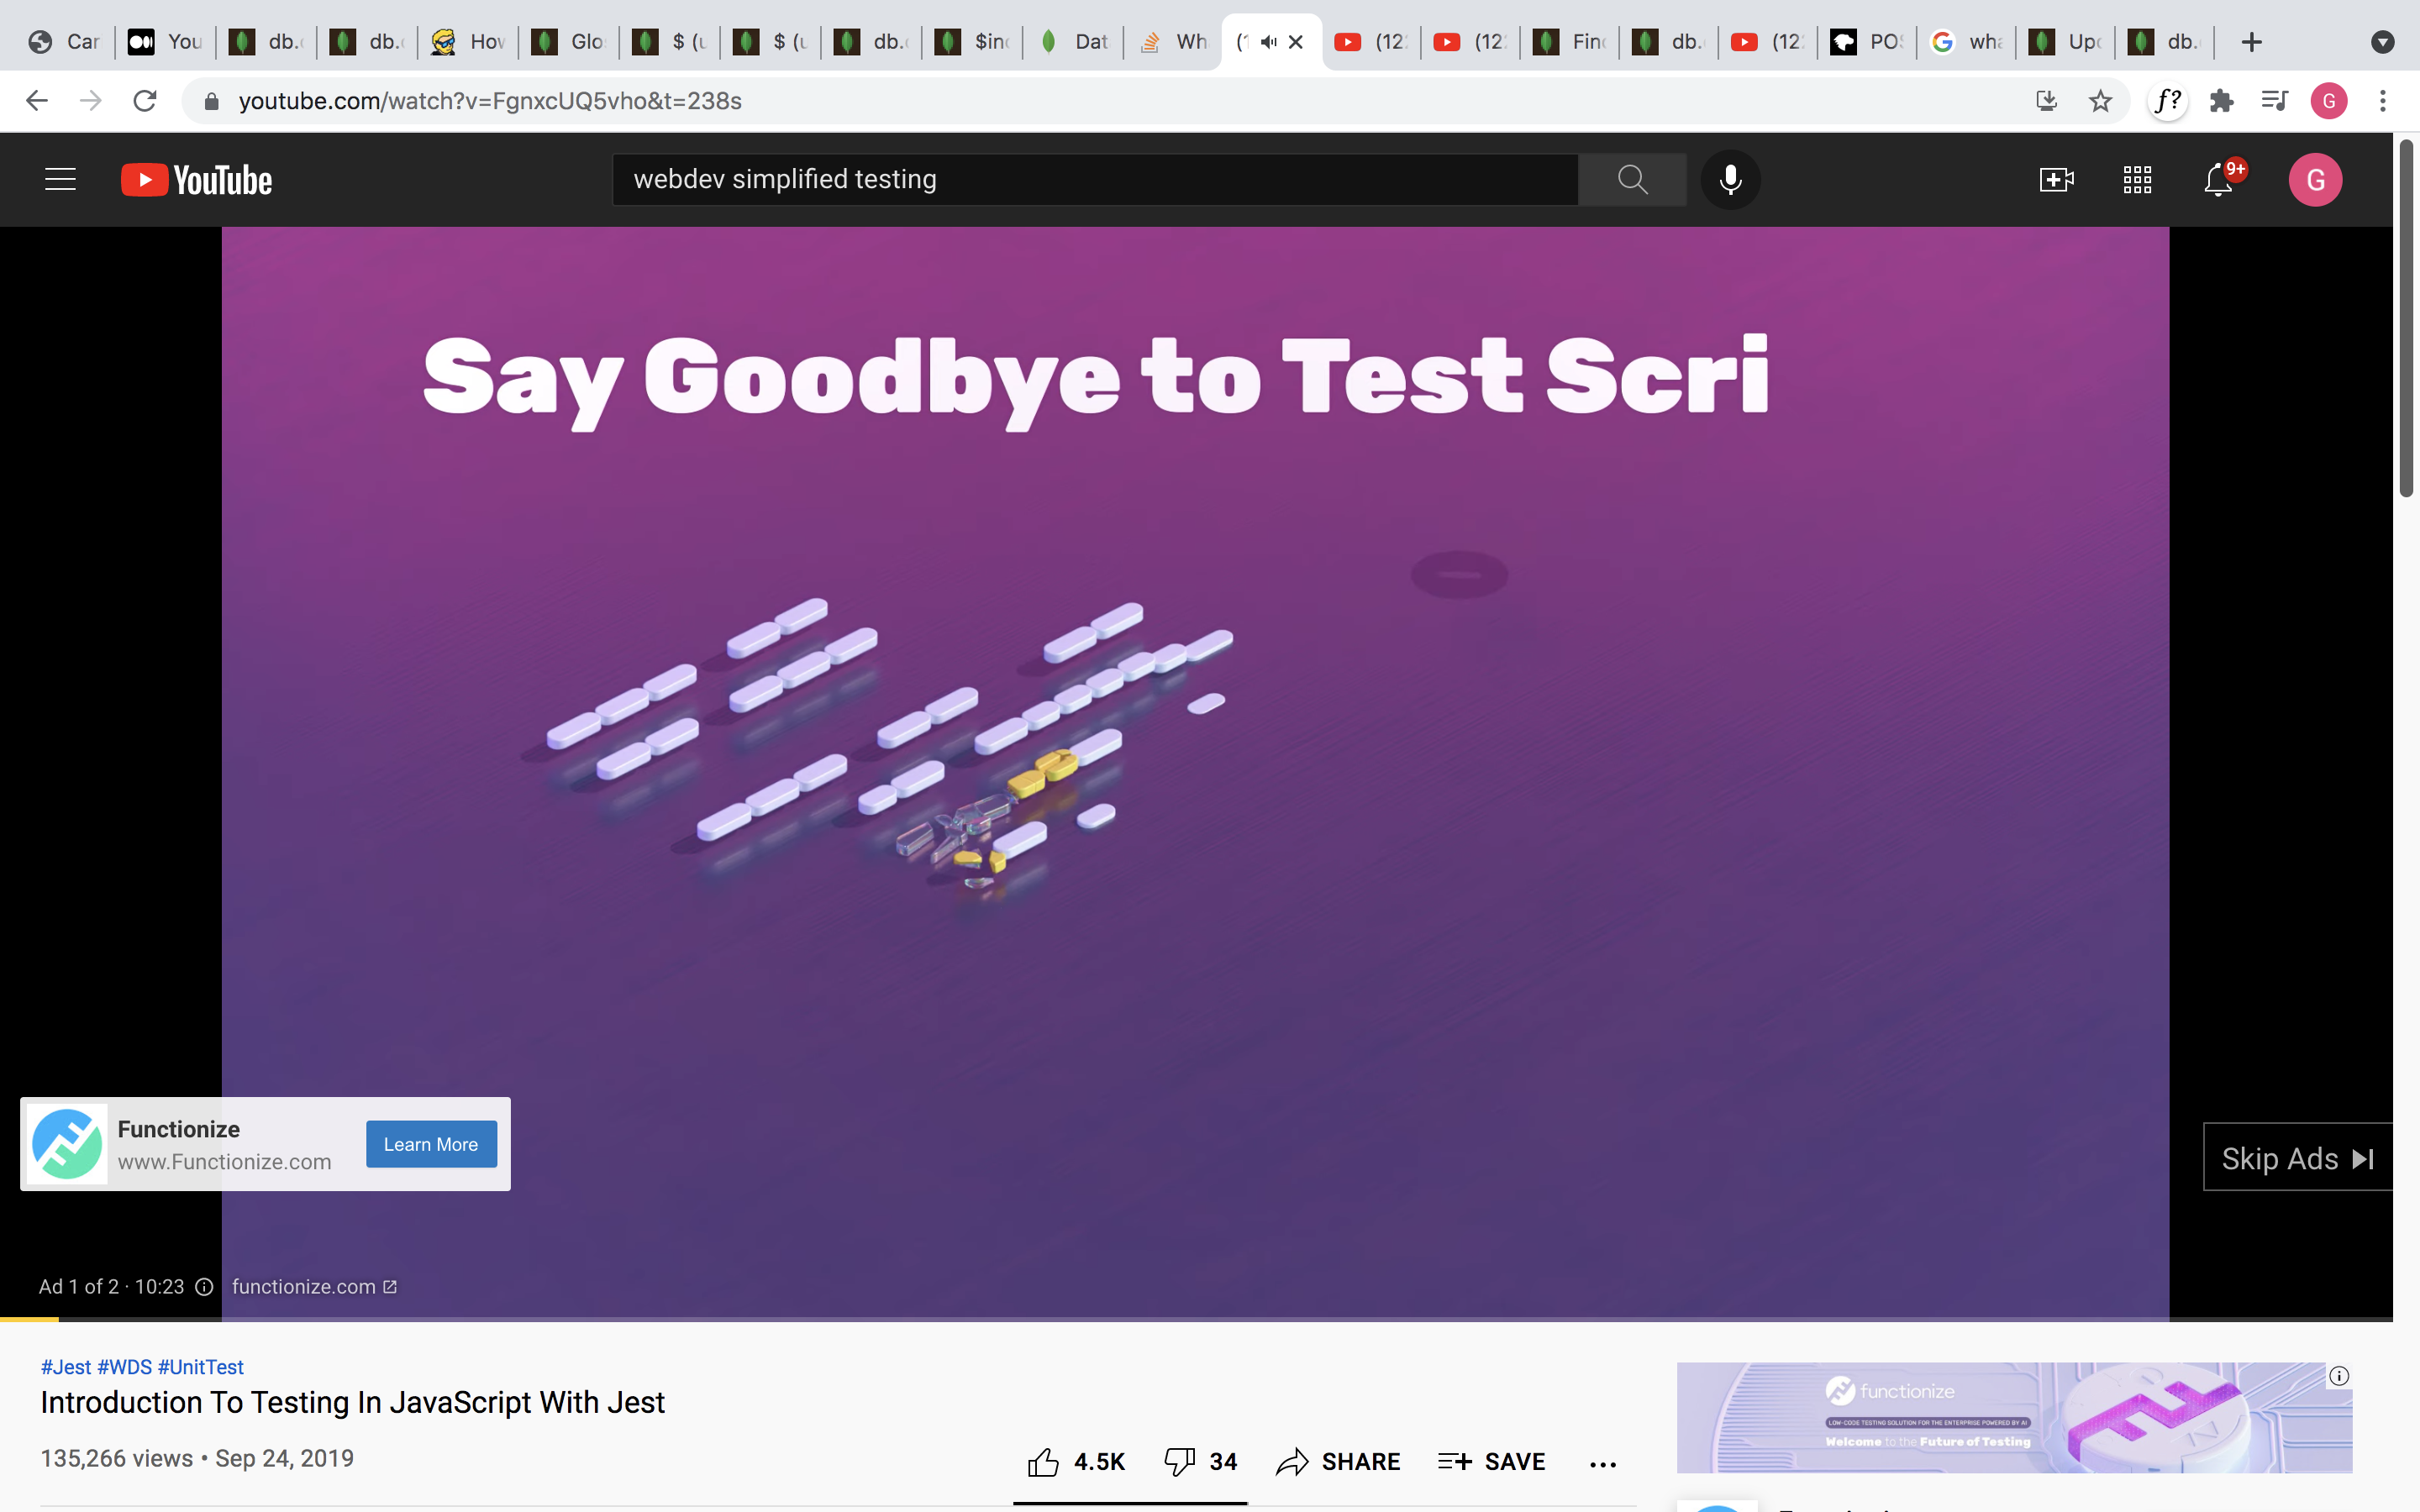 Car You db. db. How Glo $ (u $ (u db. $in Dat Wh (1 (12 (12 Fin db. (12 PO wha Up db.
youtube.com/watch?v=FgnxcUQ5vho&t=238s f? G
YouTube webdev simplified testing 9+ G
Say Goodbye to Test Scri
Functionize
www.Functionize.com
Learn More
Skip Ads
Ad 1 of 2 · 10:23 functionize.com
#Jest #WDS #UnitTest
Introduction To Testing In JavaScript With Jest
135,266 views • Sep 24, 2019
4.5K 34 SHARE SAVE
functionize
LOW-CODE TESTING SOLUTION FOR THE ENTERPRISE POWERED BY AI
Welcome to the Future of Testing